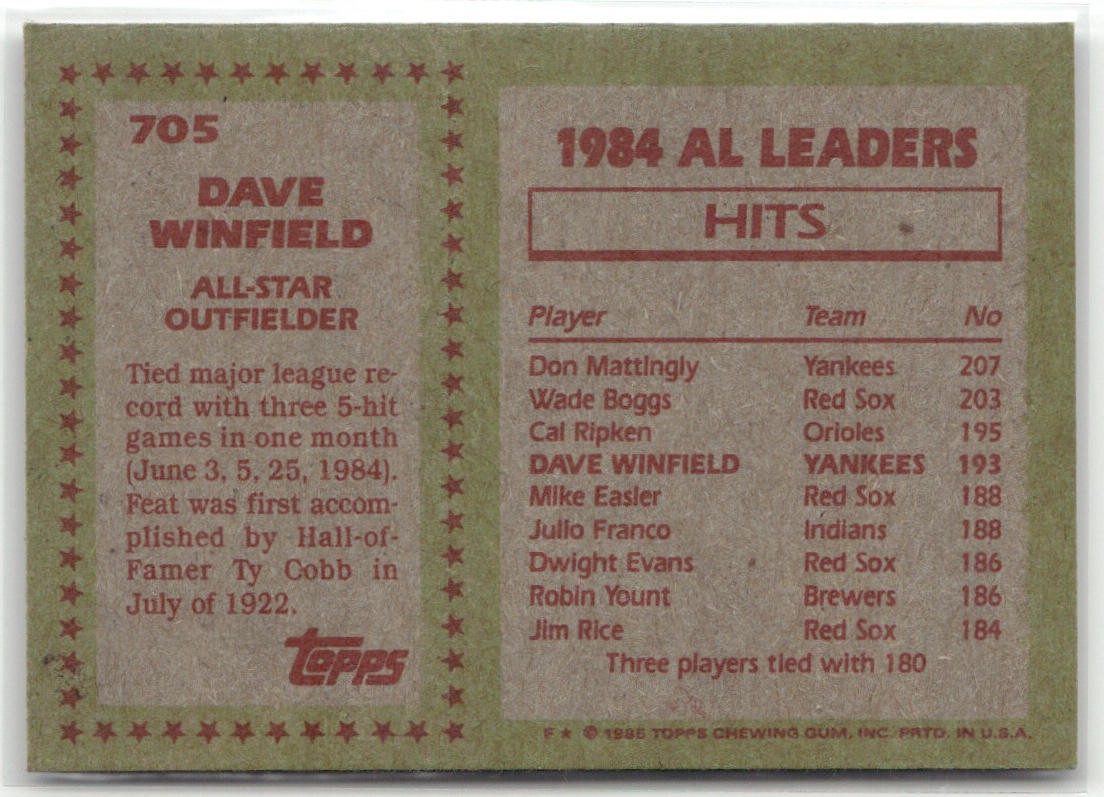 705
DAVE
WINFIELD
ALL-STAR
OUTFIELDER
Tied major league re-
cord with three 5-hit
games in one month
(June 3, 5, 25, 1984).
Feat was first accom-
plished by Hall-of-
Famer Ty Cobb in
July of 1922.
Topps
1984 AL LEADERS
HITS
Player Team No
Don Mattingly Yankees 207
Wade Boggs Red Sox 203
Cal Ripken Orioles 195
DAVE WINFIELD YANKEES 193
Mike Easler Red Sox 188
Julio Franco Indians 188
Dwight Evans Red Sox 186
Robin Yount Brewers 186
Jim Rice Red Sox 184
Three players tied with 180
F ★ © 1985 TOPPS CHEWING GUM, INC. PRTD. IN U.S.A.